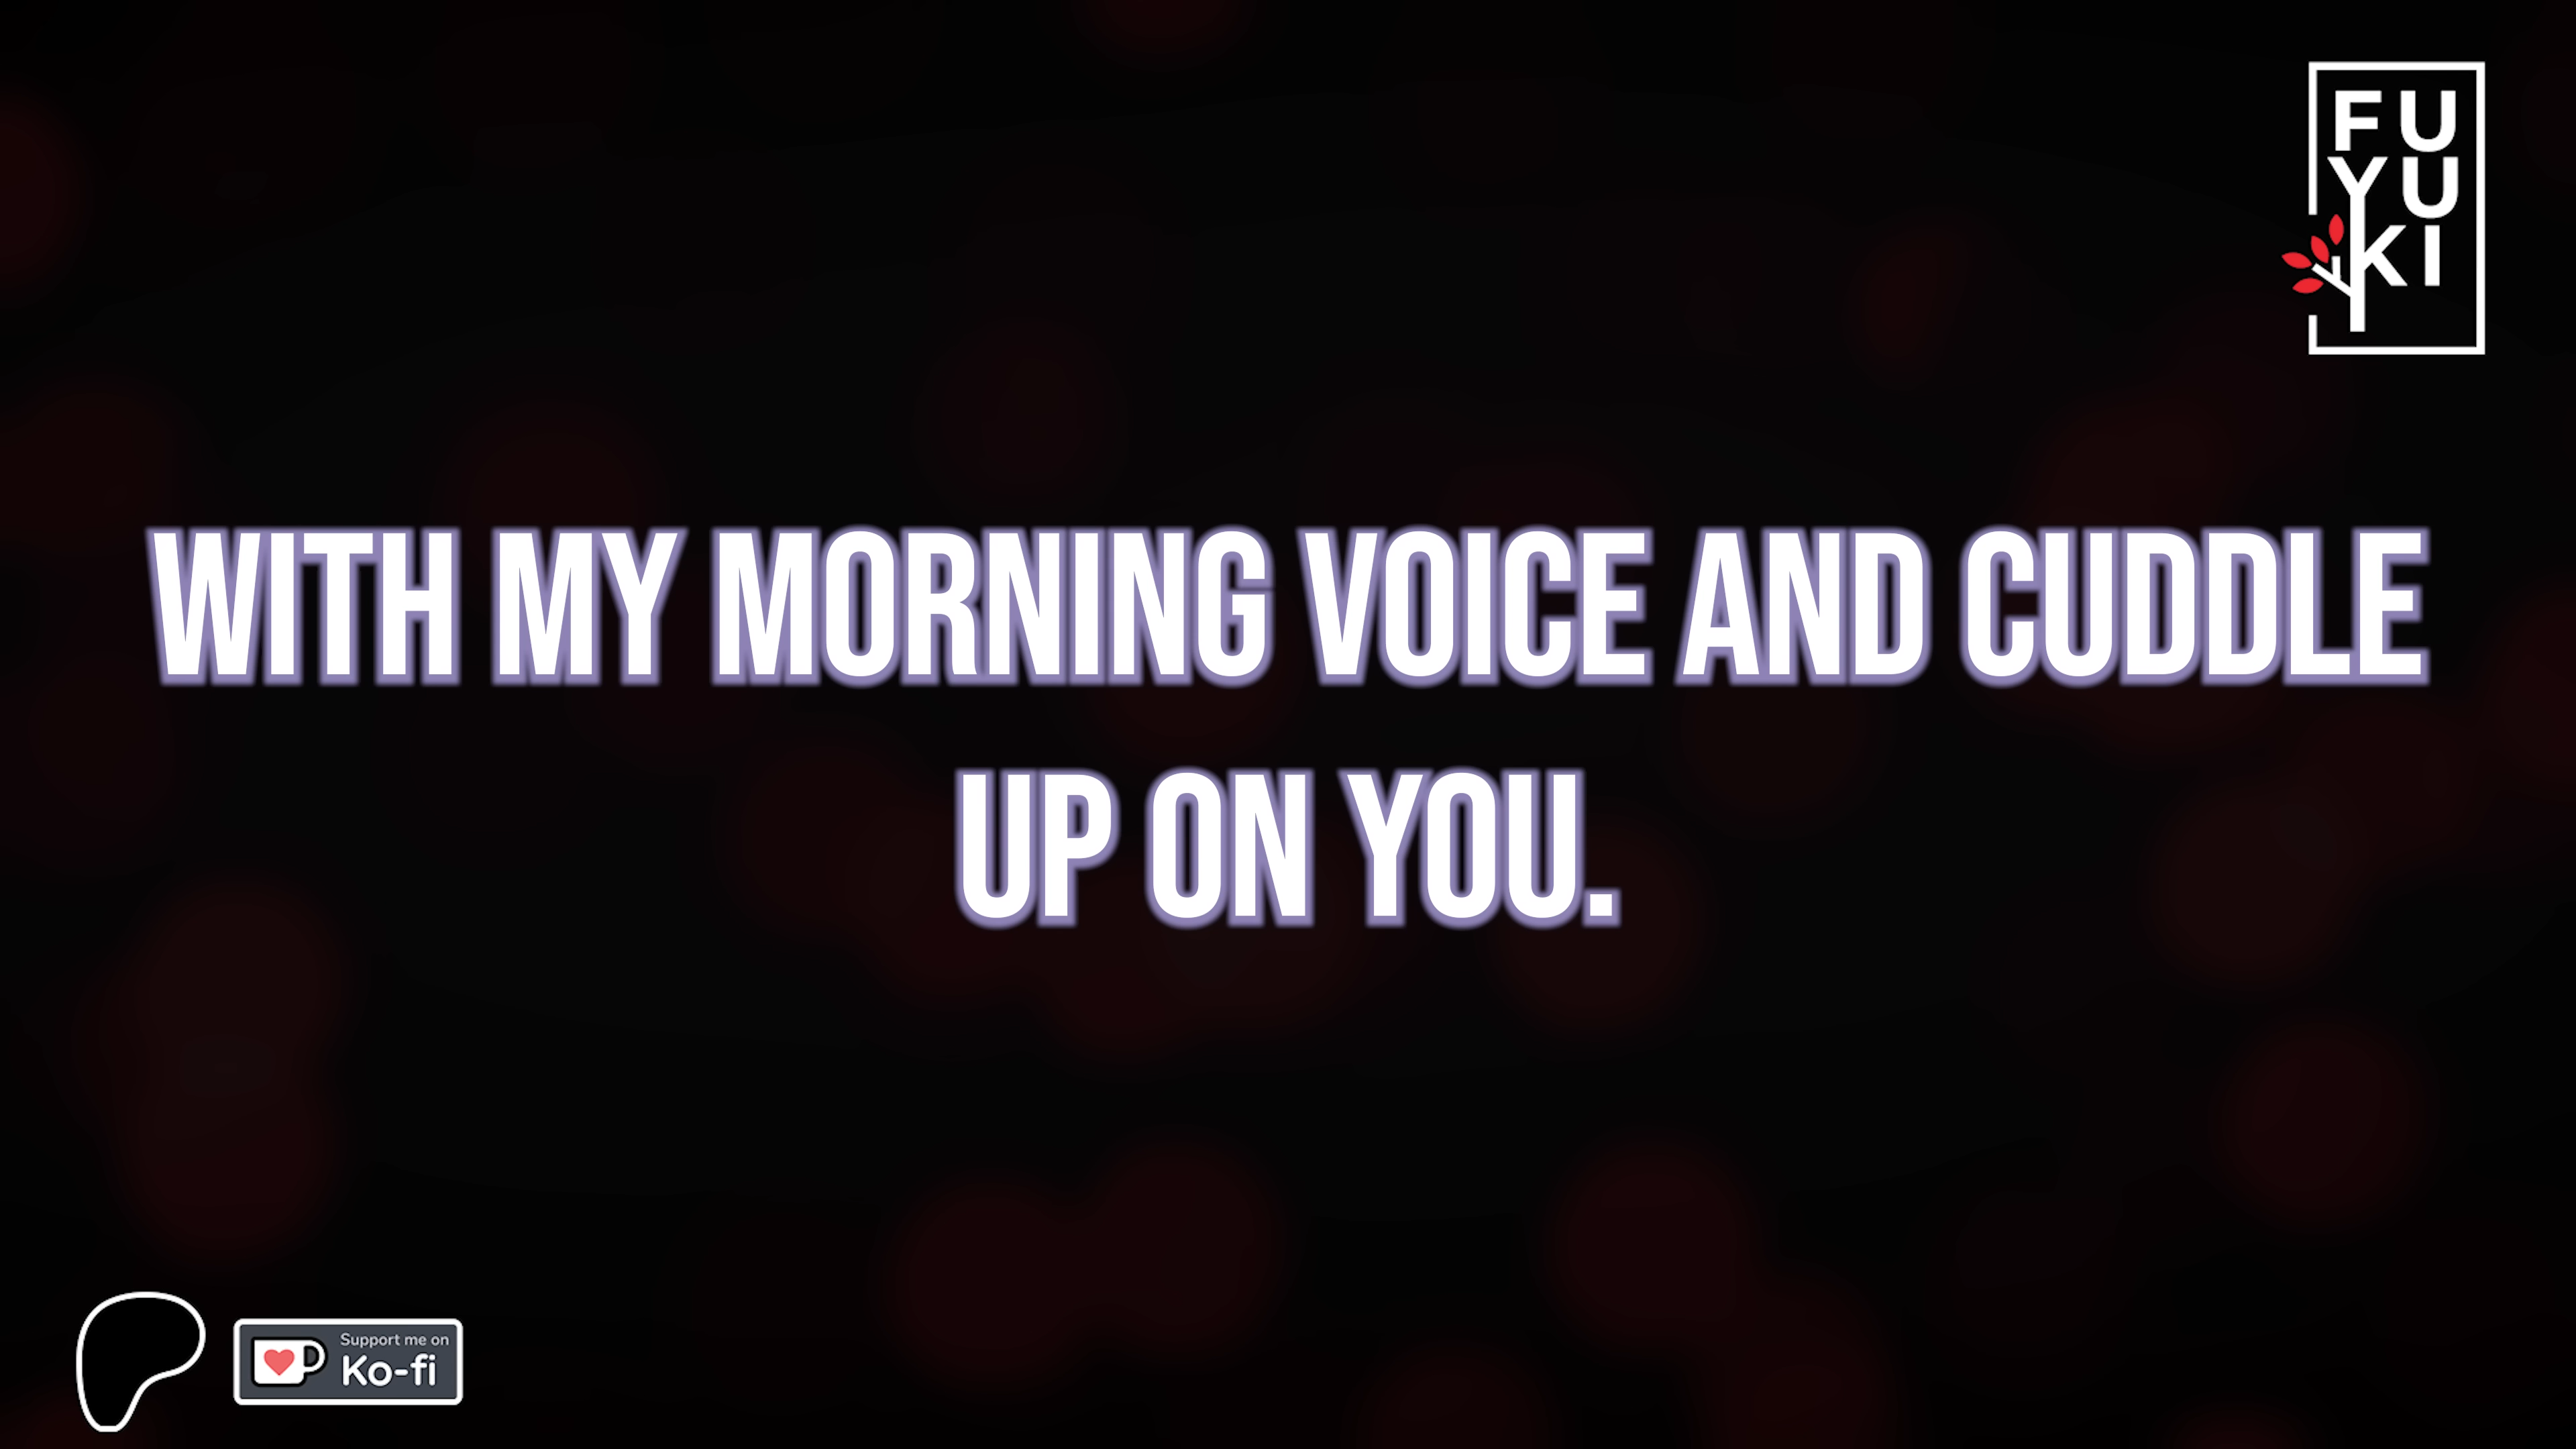 FU
YU
KI
WITH MY MORNING VOICE AND CUDDLE
UP ON YOU.
Support me on
Ko-fi